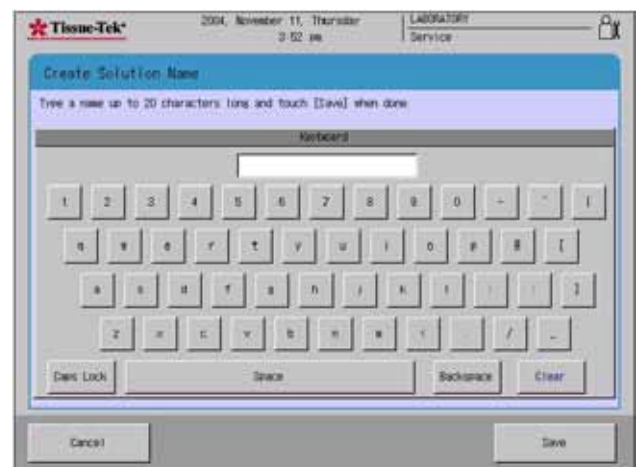 Tissue-Tek
2004, November 11, Thursday
3:52 pm
LABORATORY
Service
Create Solution Name
Type a name up to 20 characters long and touch [Save] when done
Keyboard
1 2 3 4 5 6 7 8 9 0 - ^ |
q w e r t y u i o p @ [
a s d f g h j k l ; : ]
z x c v b n m < . / _
Caps Lock
Space
Backspace
Clear
Cancel
Save